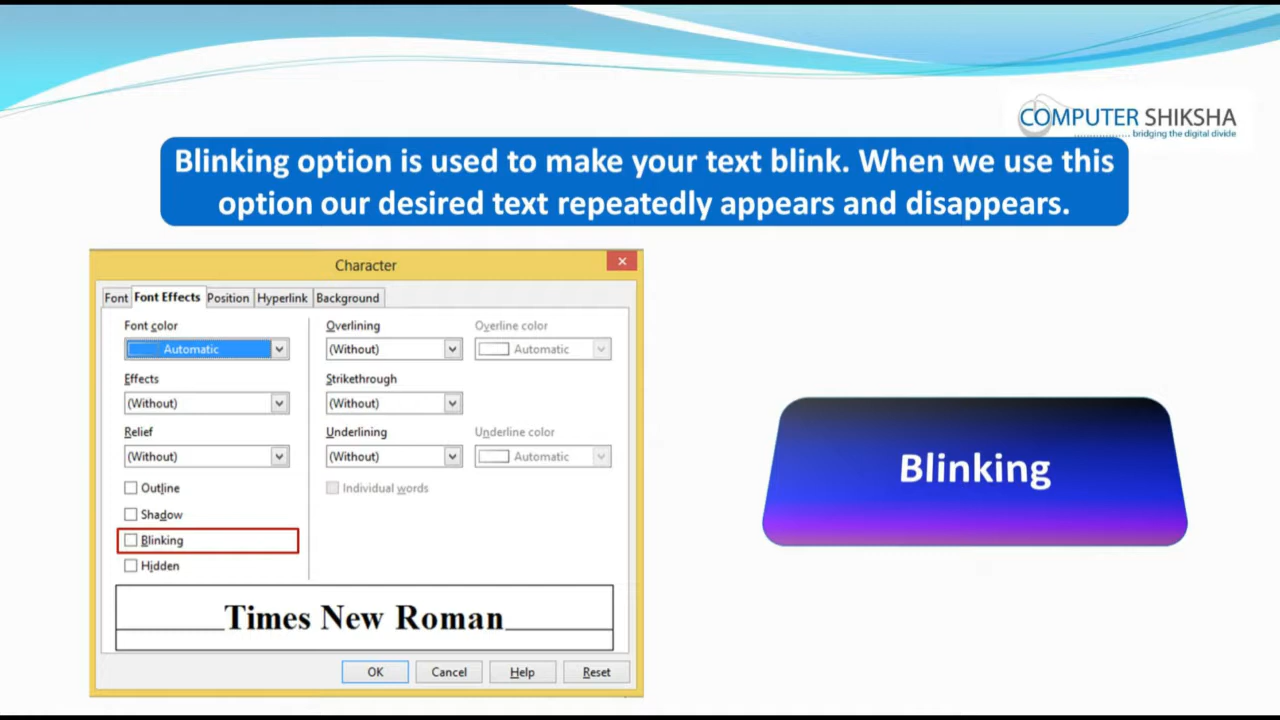 COMPUTER SHIKSHA
bridging the digital divide
Blinking option is used to make your text blink. When we use this
option our desired text repeatedly appears and disappears.
Character
Font Font Effects Position Hyperlink Background
Font color Overlining Overline color
Automatic (Without) Automatic
Effects Strikethrough
(Without) (Without)
Relief Underlining Underline color
(Without) (Without) Automatic
Outline Individual words
Shadow
Blinking
Hidden
Times New Roman
OK Cancel Help Reset
Blinking